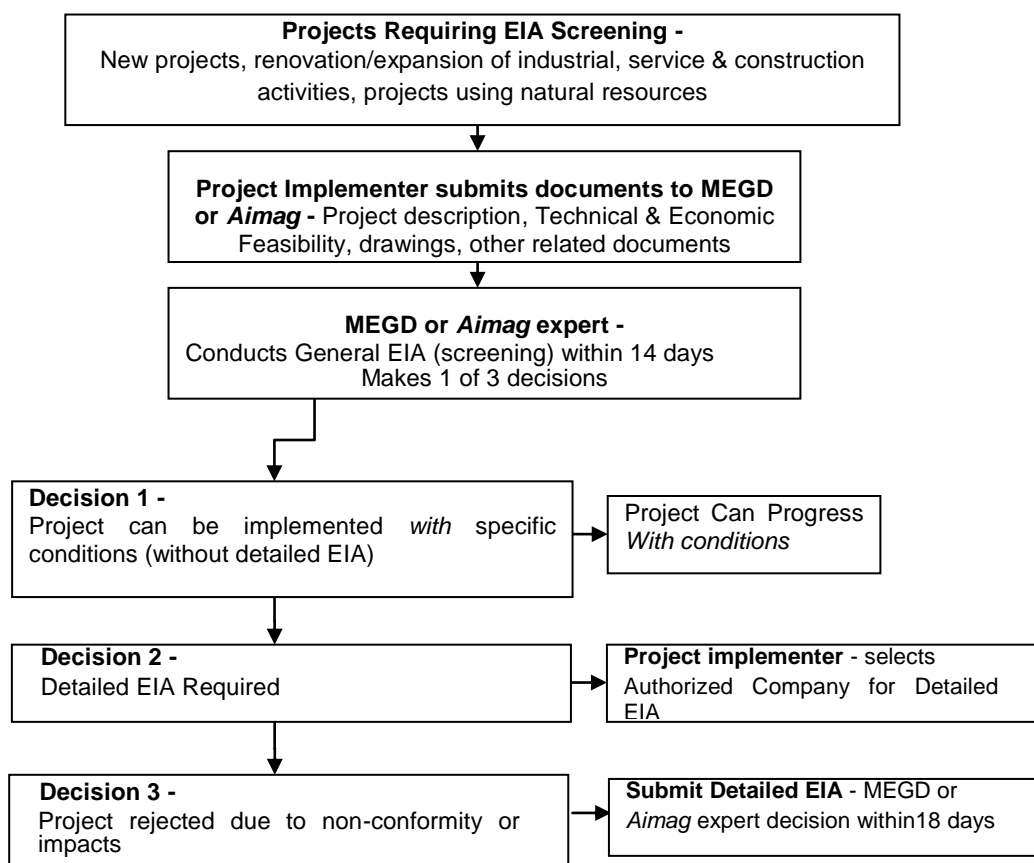 Projects Requiring EIA Screening -
New projects, renovation/expansion of industrial, service & construction
activities, projects using natural resources
Project Implementer submits documents to MEGD
or Aimag - Project description, Technical & Economic
Feasibility, drawings, other related documents
MEGD or Aimag expert -
Conducts General EIA (screening) within 14 days
Makes 1 of 3 decisions
Decision 1 -
Project can be implemented with specific
conditions (without detailed EIA)
Project Can Progress
With conditions
Decision 2 -
Detailed EIA Required
Project implementer - selects
Authorized Company for Detailed
EIA
Decision 3 -
Project rejected due to non-conformity or
impacts
Submit Detailed EIA - MEGD or
Aimag expert decision within18 days